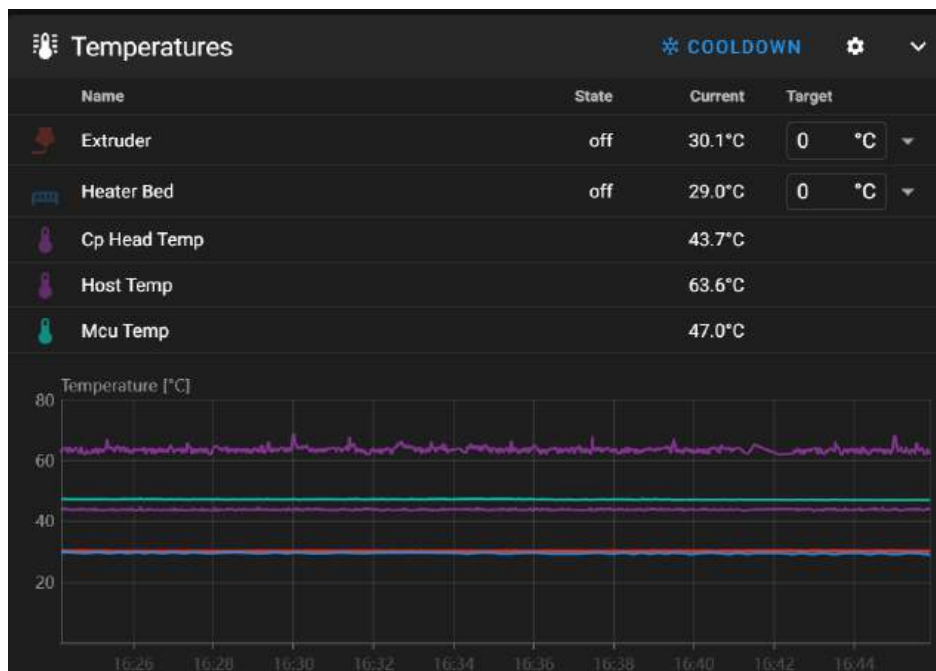 Temperatures COOLDOWN
Name State Current Target
Extruder off 30.1°C 0 °C
Heater Bed off 29.0°C 0 °C
Cp Head Temp 43.7°C
Host Temp 63.6°C
Mcu Temp 47.0°C
Temperature [°C]
80
60
40
20
16:26 16:28 16:30 16:32 16:34 16:36 16:38 16:40 16:42 16:44